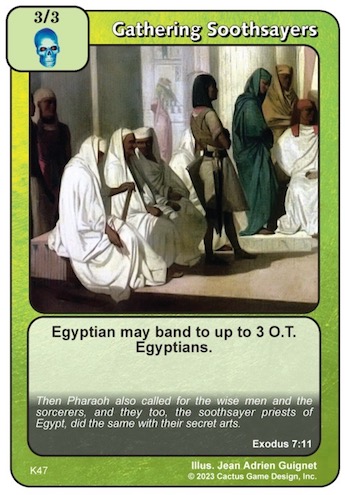 3/3
Gathering Soothsayers
Egyptian may band to up to 3 O.T.
Egyptians.
Then Pharaoh also called for the wise men and the
sorcerers, and they too, the soothsayer priests of
Egypt, did the same with their secret arts.
Exodus 7:11
Illus. Jean Adrien Guignet
K47
© 2023 Cactus Game Design, Inc.